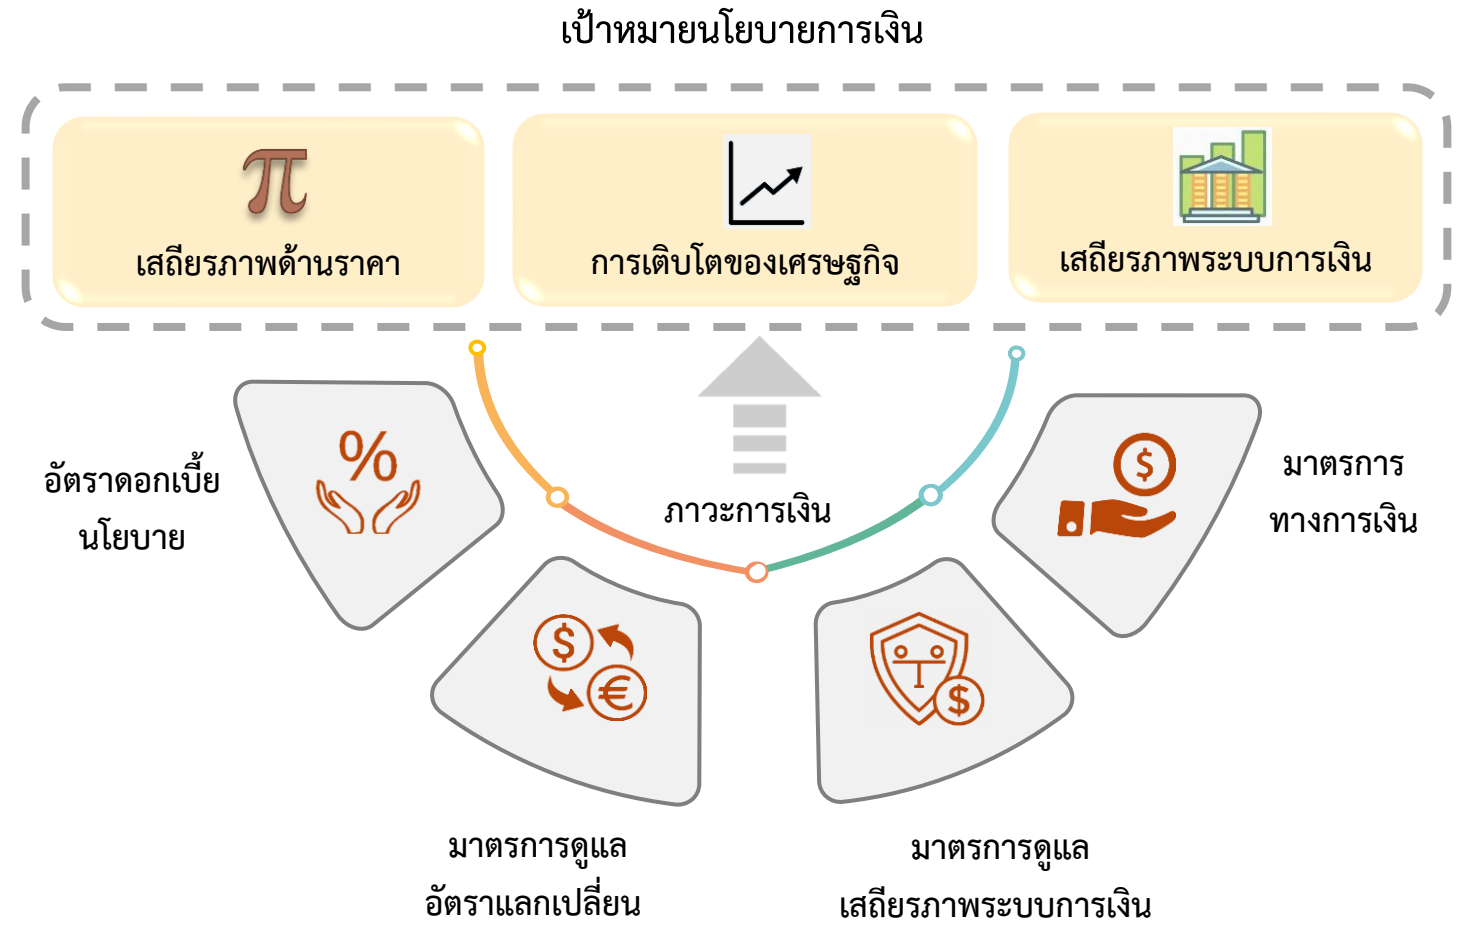 เป้าหมายนโยบายการเงิน
π
เสถียรภาพด้านราคา
การเติบโตของเศรษฐกิจ
เสถียรภาพระบบการเงิน
%
อัตราดอกเบี้ย
นโยบาย
ภาวะการเงิน
$
มาตรการ
ทางการเงิน
$
€
$
มาตรการดูแล
อัตราแลกเปลี่ยน
มาตรการดูแล
เสถียรภาพระบบการเงิน